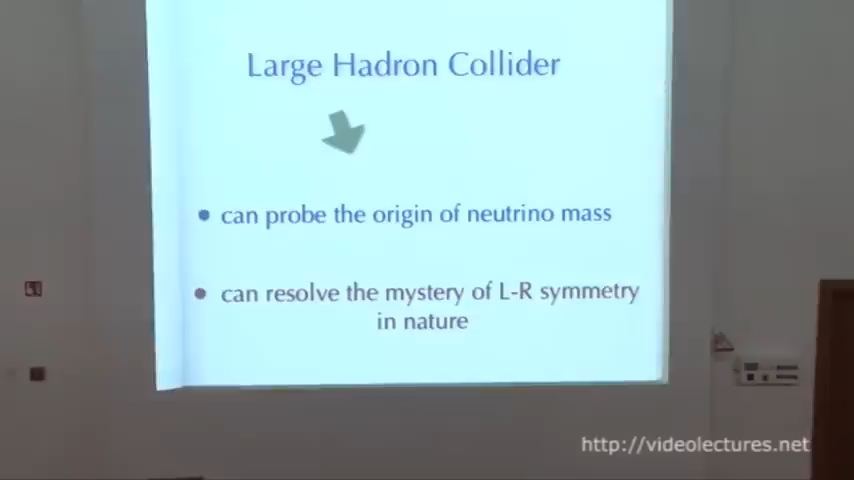 Large Hadron Collider
• can probe the origin of neutrino mass
• can resolve the mystery of L-R symmetry
in nature
http://videolectures.net